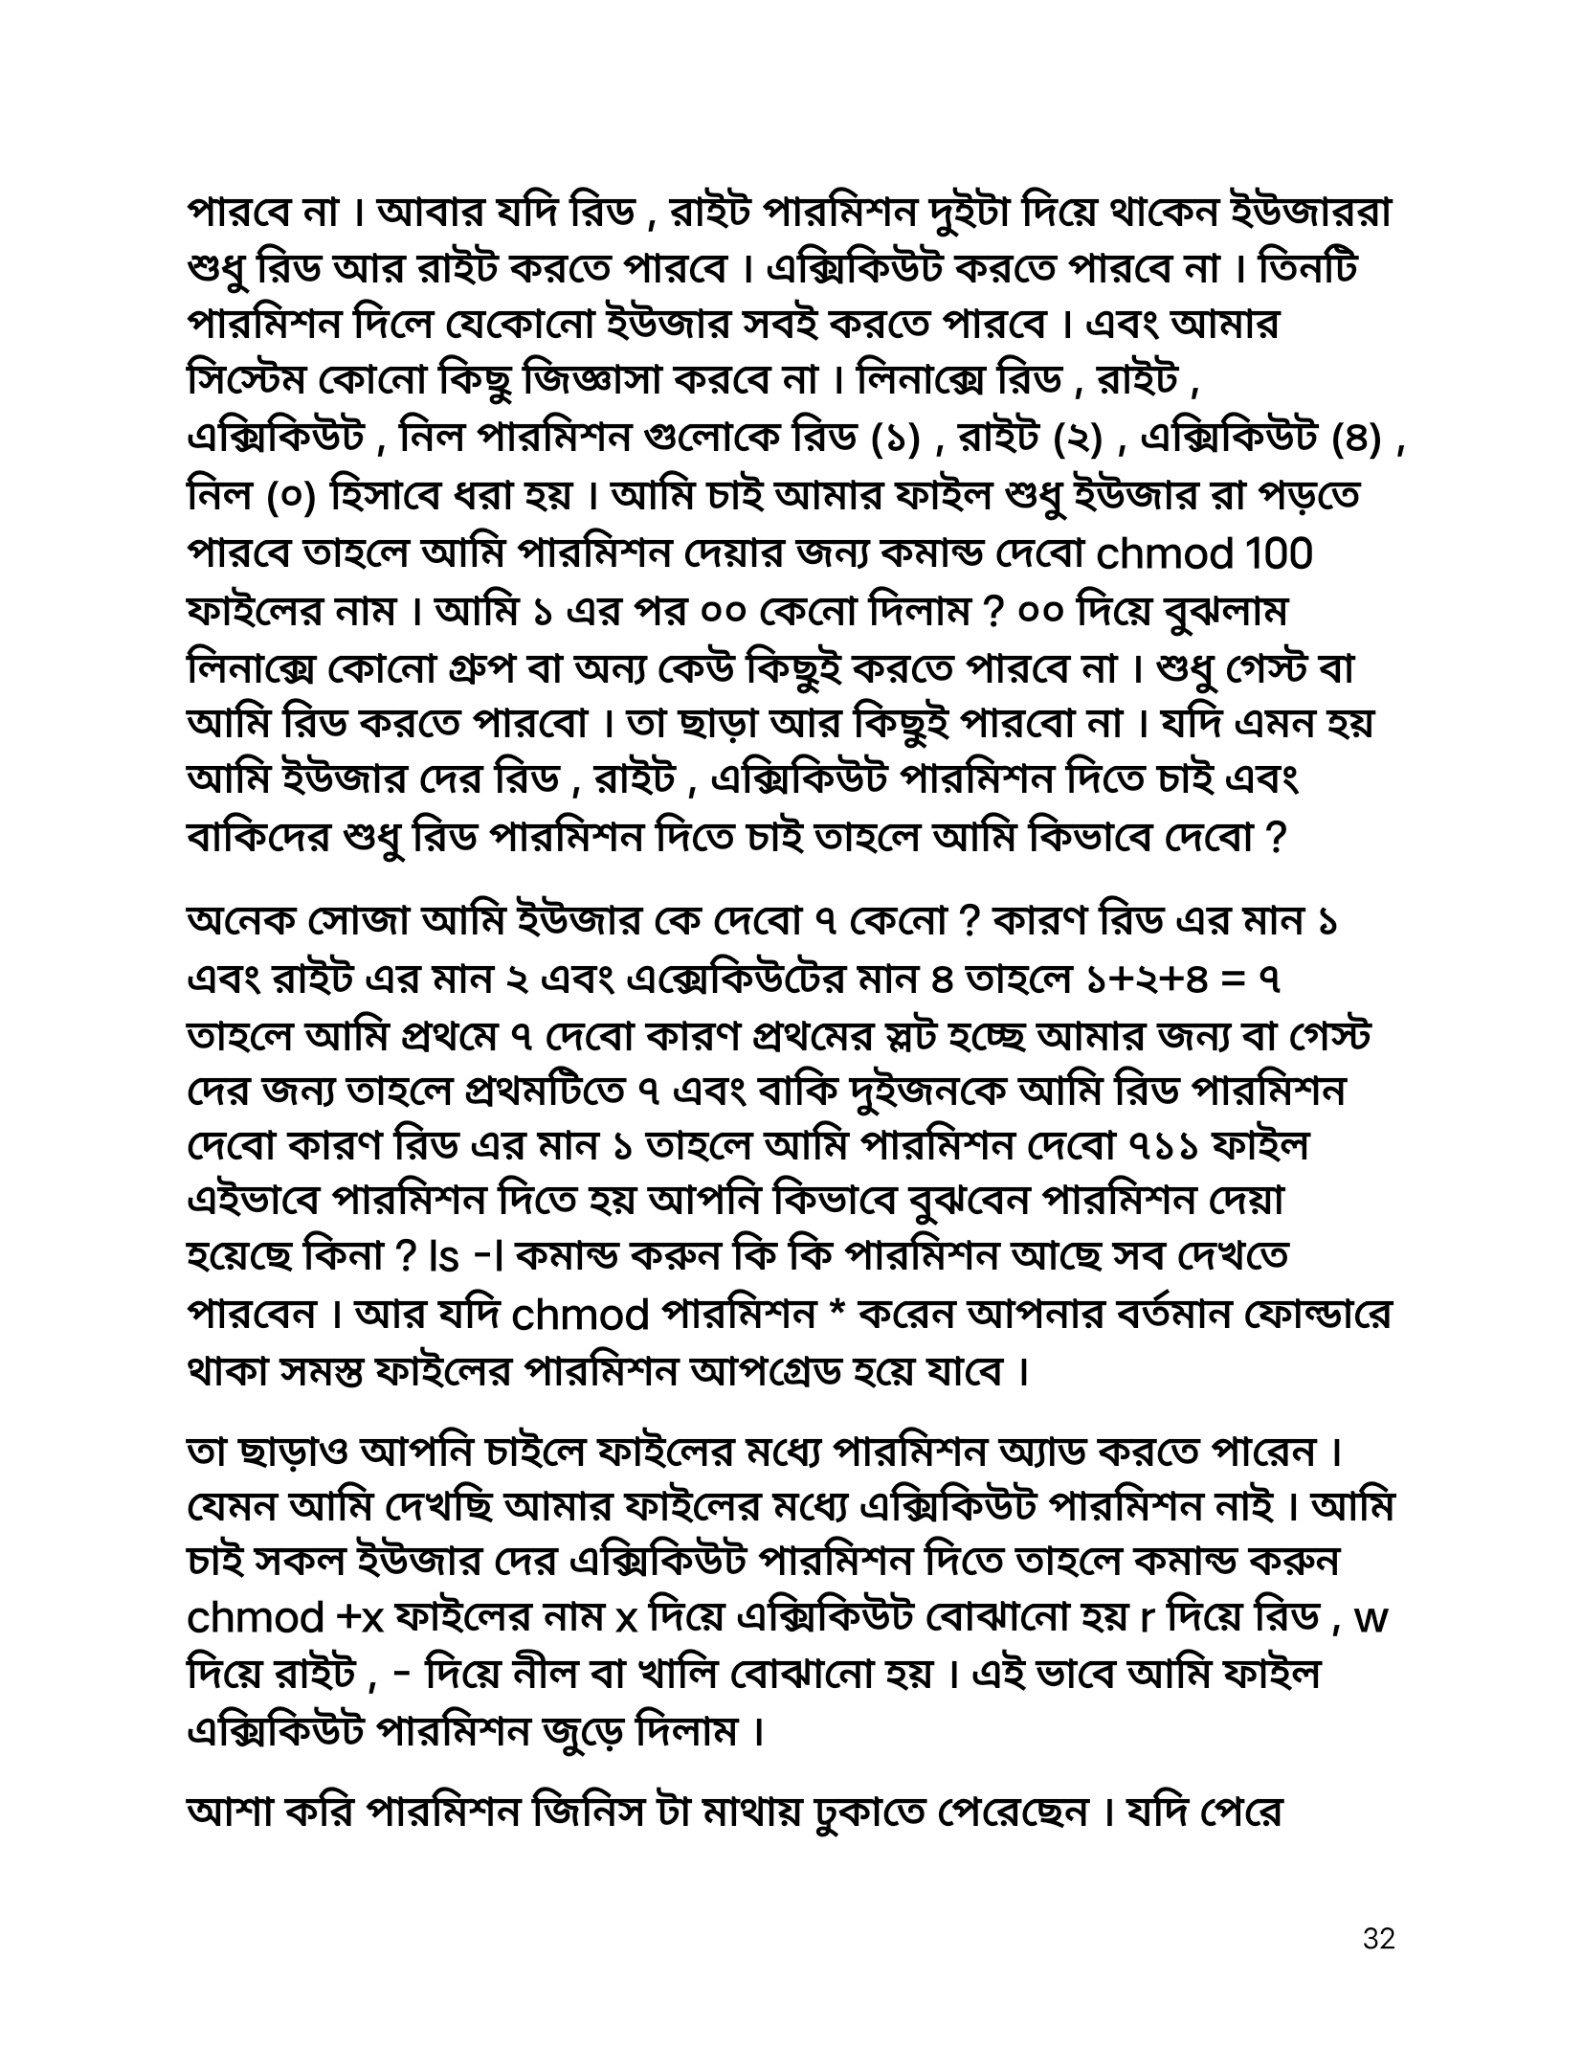 পারবে না । আবার যদি রিড , রাইট পারমিশন দুইটা দিয়ে থাকেন ইউজাররা
শুধু রিড আর রাইট করতে পারবে । এক্সিকিউট করতে পারবে না । তিনটি
পারমিশন দিলে যেকোনো ইউজার সবই করতে পারবে । এবং আমার
সিস্টেম কোনো কিছু জিজ্ঞাসা করবে না । লিনাক্সে রিড , রাইট ,
এক্সিকিউট , নিল পারমিশন গুলোকে রিড (১) , রাইট (২) , এক্সিকিউট (৪) ,
নিল (০) হিসাবে ধরা হয় । আমি চাই আমার ফাইল শুধু ইউজার রা পড়তে
পারবে তাহলে আমি পারমিশন দেয়ার জন্য কমান্ড দেবো chmod 100
ফাইলের নাম । আমি ১ এর পর ০০ কেনো দিলাম ? ০০ দিয়ে বুঝলাম
লিনাক্সে কোনো গ্রুপ বা অন্য কেউ কিছুই করতে পারবে না । শুধু গেস্ট বা
আমি রিড করতে পারবো । তা ছাড়া আর কিছুই পারবো না । যদি এমন হয়
আমি ইউজার দের রিড , রাইট , এক্সিকিউট পারমিশন দিতে চাই এবং
বাকিদের শুধু রিড পারমিশন দিতে চাই তাহলে আমি কিভাবে দেবো ?
অনেক সোজা আমি ইউজার কে দেবো ৭ কেনো ? কারণ রিড এর মান ১
এবং রাইট এর মান ২ এবং এক্সেকিউটের মান ৪ তাহলে ১+২+৪ = ৭
তাহলে আমি প্রথমে ৭ দেবো কারণ প্রথমের স্লট হচ্ছে আমার জন্য বা গেস্ট
দের জন্য তাহলে প্রথমটিতে ৭ এবং বাকি দুইজনকে আমি রিড পারমিশন
দেবো কারণ রিড এর মান ১ তাহলে আমি পারমিশন দেবো ৭১১ ফাইল
এইভাবে পারমিশন দিতে হয় আপনি কিভাবে বুঝবেন পারমিশন দেয়া
হয়েছে কিনা ? ls -l কমান্ড করুন কি কি পারমিশন আছে সব দেখতে
পারবেন । আর যদি chmod পারমিশন * করেন আপনার বর্তমান ফোল্ডারে
থাকা সমস্ত ফাইলের পারমিশন আপগ্রেড হয়ে যাবে ।
তা ছাড়াও আপনি চাইলে ফাইলের মধ্যে পারমিশন অ্যাড করতে পারেন ।
যেমন আমি দেখছি আমার ফাইলের মধ্যে এক্সিকিউট পারমিশন নাই । আমি
চাই সকল ইউজার দের এক্সিকিউট পারমিশন দিতে তাহলে কমান্ড করুন
chmod +x ফাইলের নাম x দিয়ে এক্সিকিউট বোঝানো হয় r দিয়ে রিড , w
দিয়ে রাইট , - দিয়ে নীল বা খালি বোঝানো হয় । এই ভাবে আমি ফাইল
এক্সিকিউট পারমিশন জুড়ে দিলাম ।
আশা করি পারমিশন জিনিস টা মাথায় ঢুকাতে পেরেছেন । যদি পেরে
32